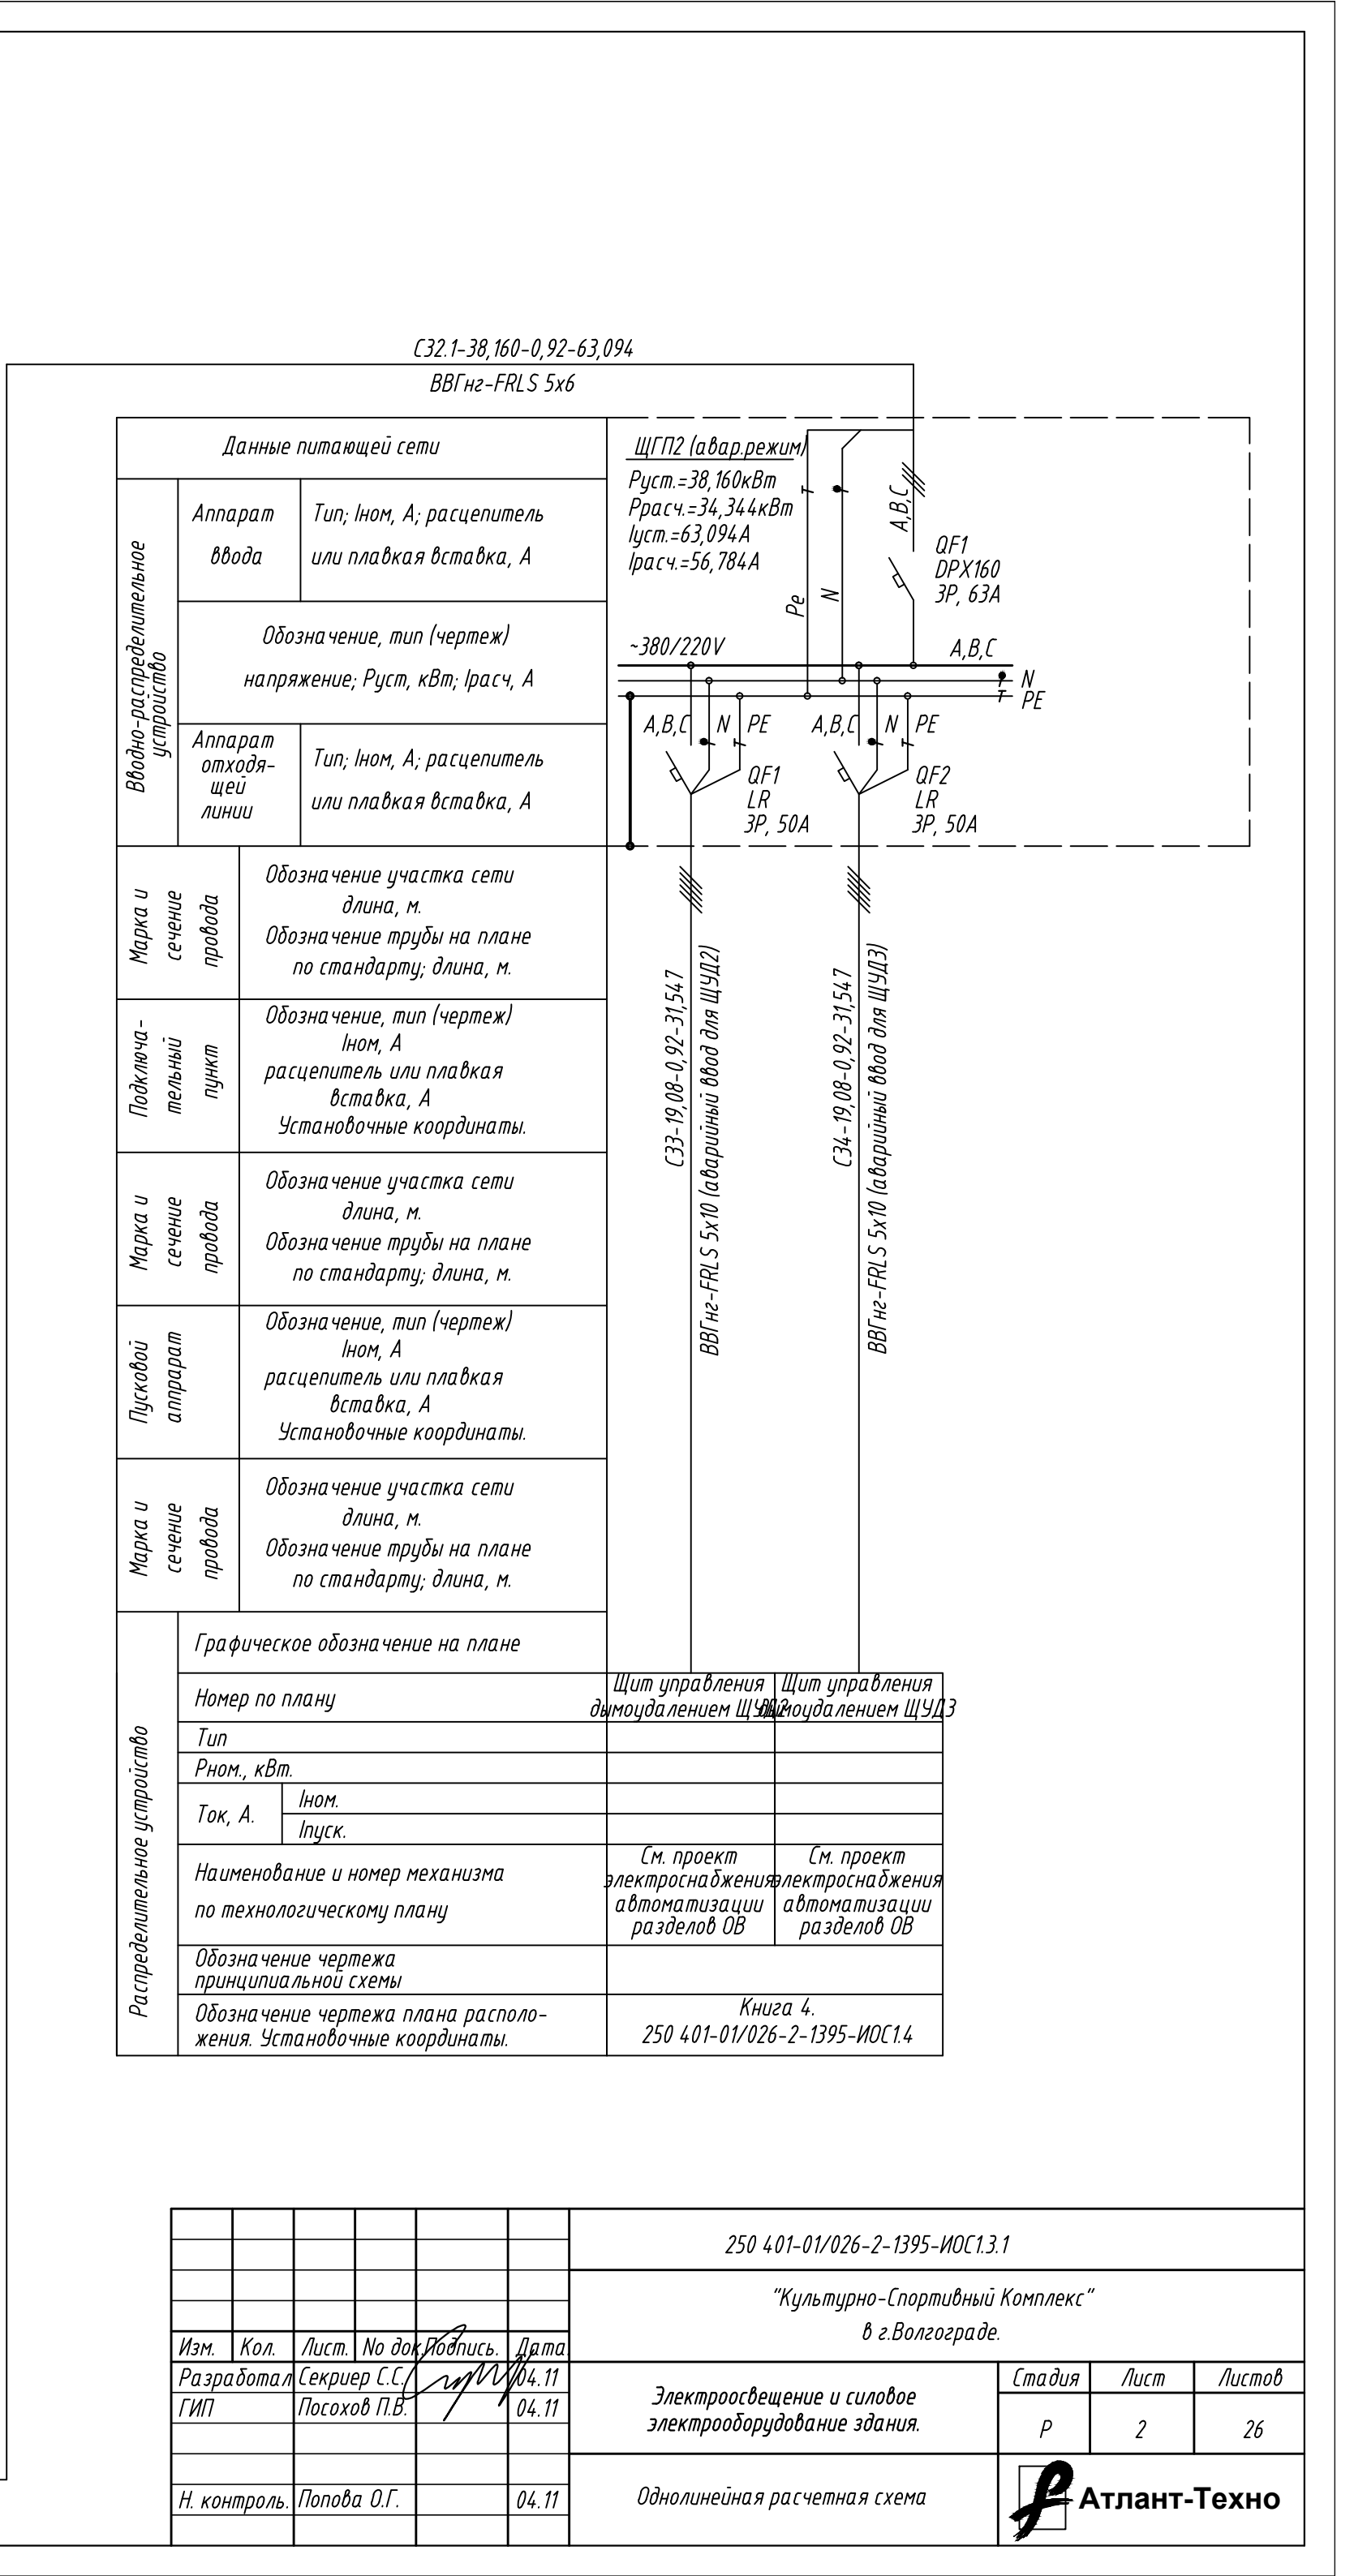 С32.1-38,160-0,92-63,094
ВВГнг-FRLS 5х6
Данные питающей сети
Вводно-распределительное
устройство
Аппарат
ввода
Тип; Iном, А; расцепитель
или плавкая вставка, А
Обозначение, тип (чертеж)
напряжение; Руст, кВт; Iрасч, А
Аппарат
отходя-
щей
линии
Тип; Iном, А; расцепитель
или плавкая вставка, А
ЩГП2 (авар.режим)
Руст.=38,160кВт
Ррасч.=34,344кВт
Iуст.=63,094А
Iрасч.=56,784А
Ре
N
А,В,С
QF1
DPX160
3Р, 63А
~380/220V
А,В,С
N
РЕ
А,В,С
N
РЕ
А,В,С
N
РЕ
QF1
LR
3Р, 50А
QF2
LR
3Р, 50А
Марка и
сечение
провода
Обозначение участка сети
длина, м.
Обозначение трубы на плане
по стандарту; длина, м.
Подключа-
тельный
пункт
Обозначение, тип (чертеж)
Iном, А
расцепитель или плавкая
вставка, А
Установочные координаты.
Марка и
сечение
провода
Обозначение участка сети
длина, м.
Обозначение трубы на плане
по стандарту; длина, м.
Пусковой
аппрарат
Обозначение, тип (чертеж)
Iном, А
расцепитель или плавкая
вставка, А
Установочные координаты.
Марка и
сечение
провода
Обозначение участка сети
длина, м.
Обозначение трубы на плане
по стандарту; длина, м.
С33-19,08-0,92-31,547
ВВГнг-FRLS 5х10 (аварийный ввод для ЩУД2)
С34-19,08-0,92-31,547
ВВГнг-FRLS 5х10 (аварийный ввод для ЩУД3)
Распределительное устройство
Графическое обозначение на плане
Номер по плану
Щит управления
дымоудалением ЩУД2
Щит управления
дымоудалением ЩУД3
Тип
Рном., кВт.
Ток, А.
Iном.
Iпуск.
Наименование и номер механизма
по технологическому плану
См. проект
электроснабжения
автоматизации
разделов ОВ
См. проект
электроснабжения
автоматизации
разделов ОВ
Обозначение чертежа
принципиальной схемы
Обозначение чертежа плана располо-
жения. Установочные координаты.
Книга 4.
250 401-01/026-2-1395-ИОС1.4
250 401-01/026-2-1395-ИОС1.3.1
"Культурно-Спортивный Комплекс"
в г.Волгограде.
Изм. Кол. Лист. No док. Подпись. Дата
Разработал Секриер С.С. 04.11
ГИП Посохов П.В. 04.11
Н. контроль. Попова О.Г. 04.11
Электроосвещение и силовое
электрооборудование здания.
Стадия Лист Листов
Р 2 26
Однолинейная расчетная схема
Атлант-Техно